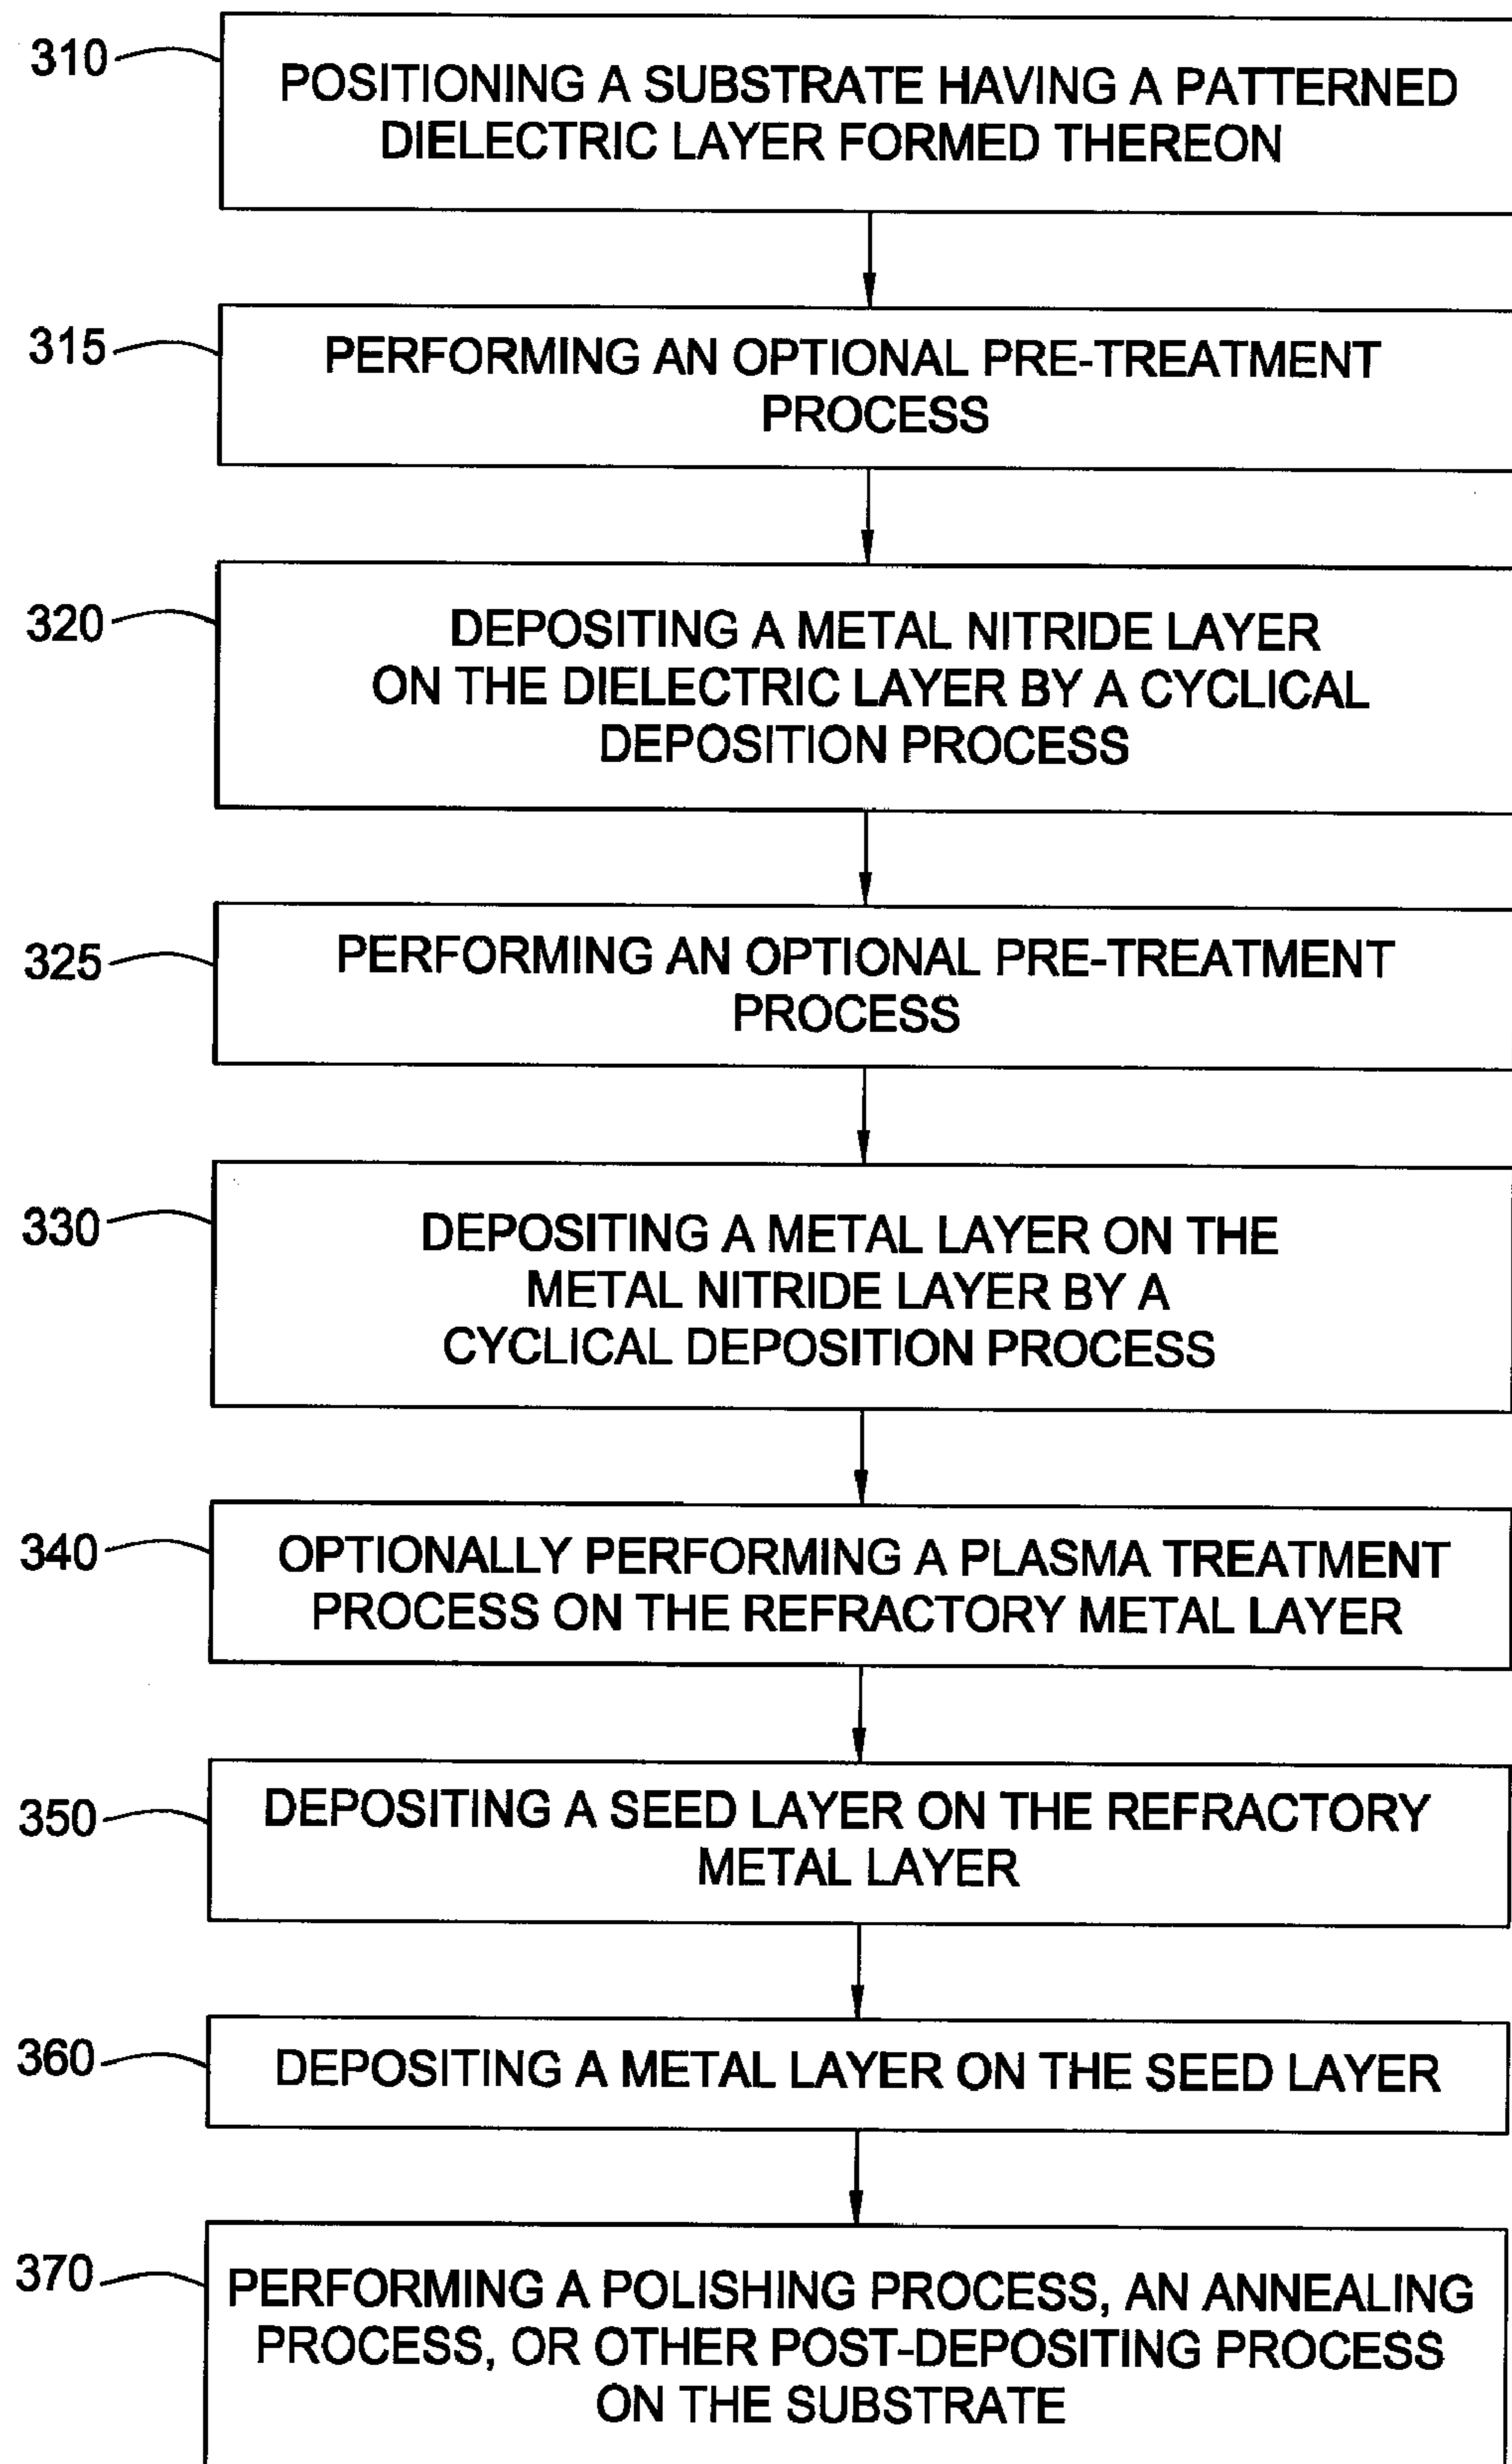 310
POSITIONING A SUBSTRATE HAVING A PATTERNED
DIELECTRIC LAYER FORMED THEREON
315
PERFORMING AN OPTIONAL PRE-TREATMENT
PROCESS
320
DEPOSITING A METAL NITRIDE LAYER
ON THE DIELECTRIC LAYER BY A CYCLICAL
DEPOSITION PROCESS
325
PERFORMING AN OPTIONAL PRE-TREATMENT
PROCESS
330
DEPOSITING A METAL LAYER ON THE
METAL NITRIDE LAYER BY A
CYCLICAL DEPOSITION PROCESS
340
OPTIONALLY PERFORMING A PLASMA TREATMENT
PROCESS ON THE REFRACTORY METAL LAYER
350
DEPOSITING A SEED LAYER ON THE REFRACTORY
METAL LAYER
360
DEPOSITING A METAL LAYER ON THE SEED LAYER
370
PERFORMING A POLISHING PROCESS, AN ANNEALING
PROCESS, OR OTHER POST-DEPOSITING PROCESS
ON THE SUBSTRATE